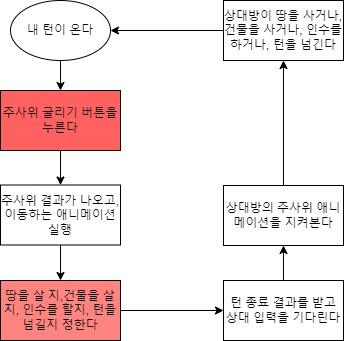 내 턴이 온다
주사위 굴리기 버튼을
누른다
주사위 결과가 나오고,
이동하는 애니메이션
실행
땅을 살 지,건물을 살
지, 인수를 할지, 턴을
넘길지 정한다
턴 종료 결과를 받고
상대 입력을 기다린다
상대방의 주사위 애니
메이션을 지켜본다
상대방이 땅을 사거나,
건물을 사거나, 인수를
하거나, 턴을 넘긴다